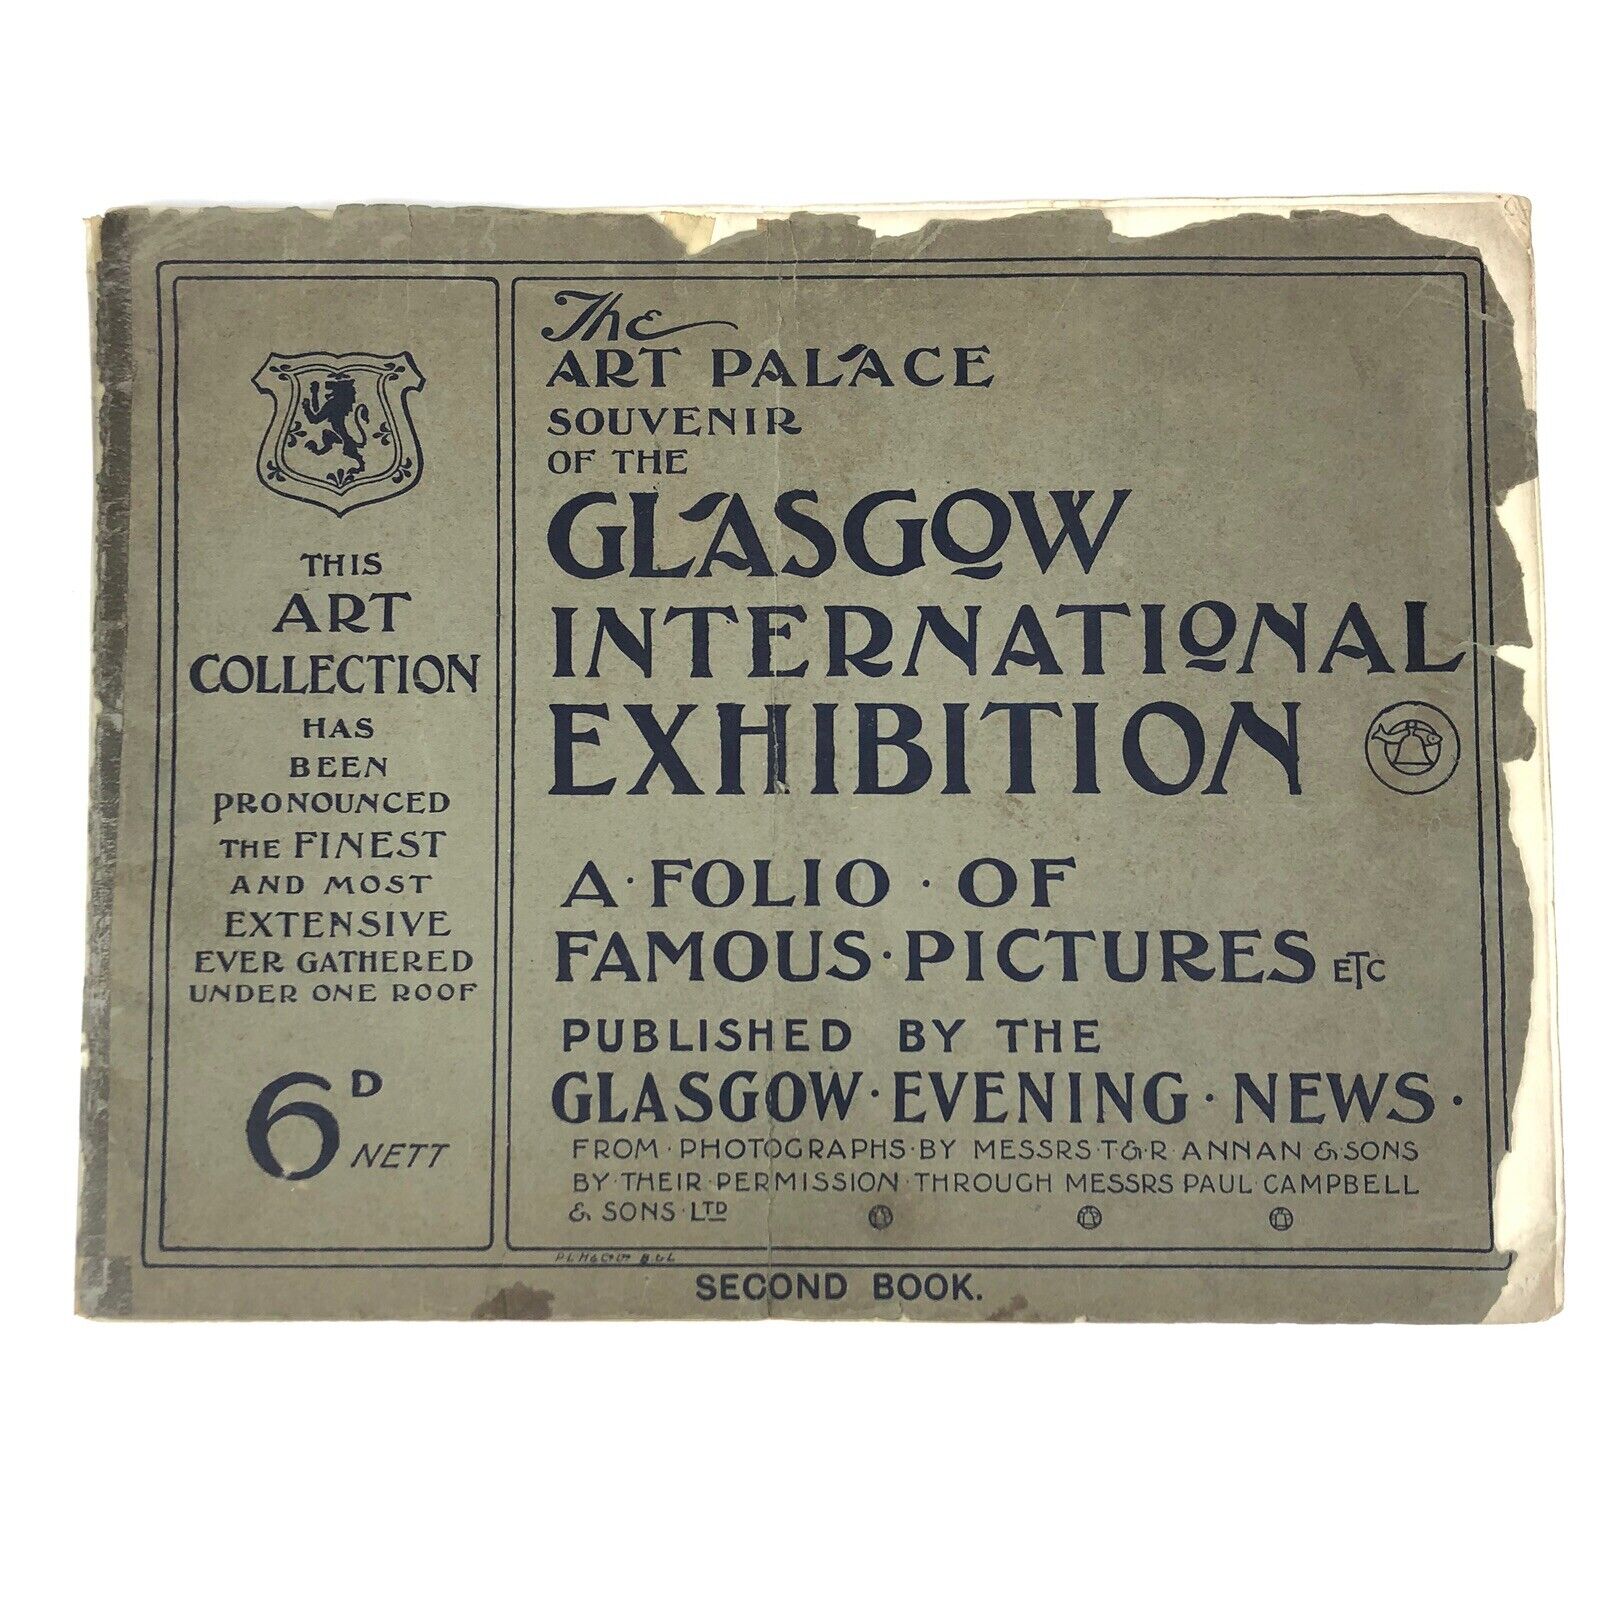 THIS
ART
COLLECTION
HAS
BEEN
PRONOUNCED
THE FINEST
AND MOST
EXTENSIVE
EVER GATHERED
UNDER ONE ROOF
6D NETT
The
ART PALACE
SOUVENIR
OF THE
GLASGOW
INTERNATIONAL
EXHIBITION
A · FOLIO · OF
FAMOUS · PICTURES ETC
PUBLISHED BY THE
GLASGOW · EVENING · NEWS ·
FROM · PHOTOGRAPHS · BY MESSRS T · & · R ANNAN & SONS
BY · THEIR · PERMISSION · THROUGH MESSRS PAUL · CAMPBELL
& SONS · LTD
SECOND BOOK.